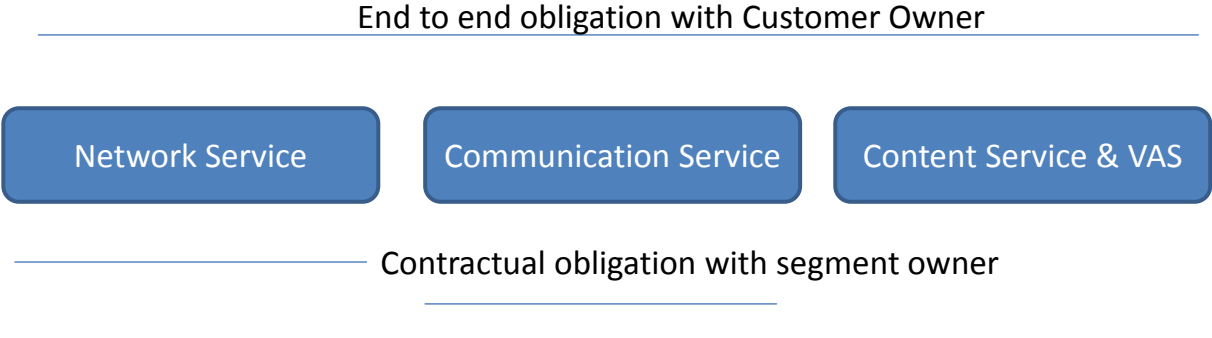 End to end obligation with Customer Owner
Network Service
Communication Service
Content Service & VAS
Contractual obligation with segment owner